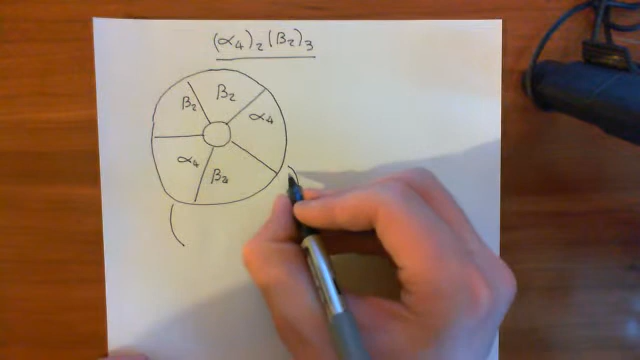 (α₄)₂(β₂)₃
β₂ β₂
α₄
α₄
β₂